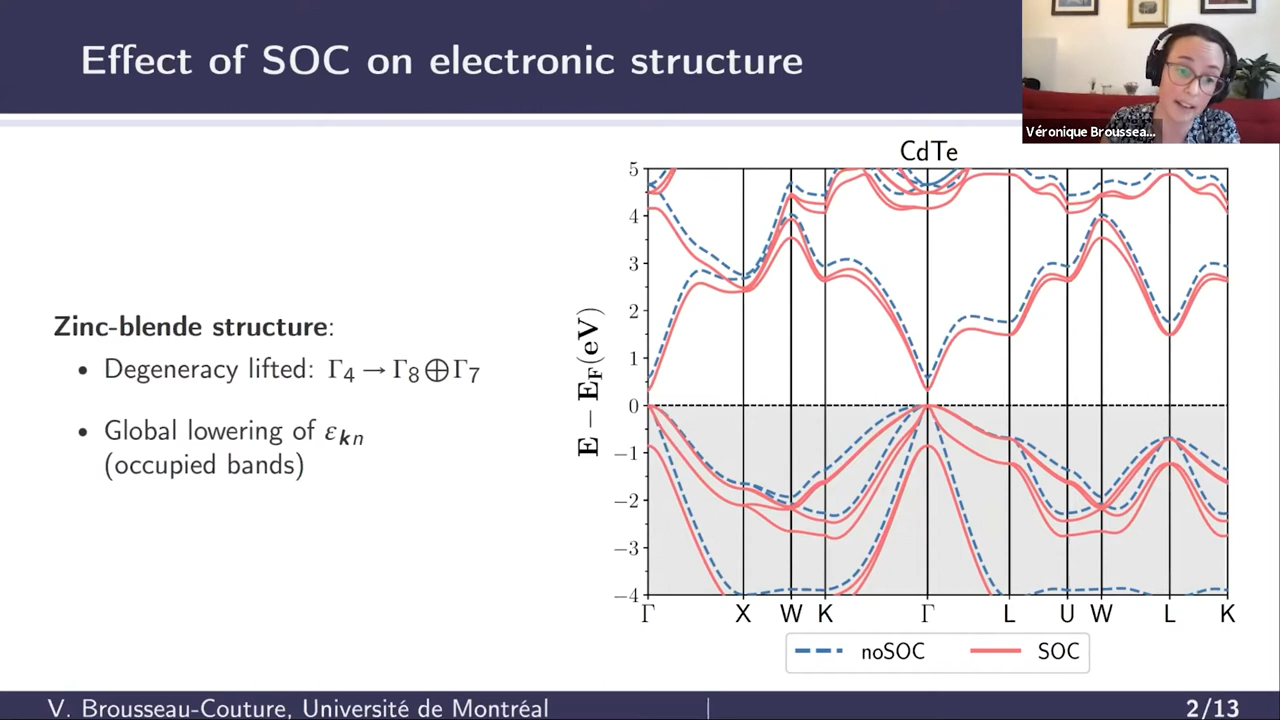 Effect of SOC on electronic structure
Véronique Broussea...
Zinc-blende structure:
• Degeneracy lifted: Γ₄ → Γ₈ ⊕ Γ₇
• Global lowering of εₖₙ
(occupied bands)
CdTe
5
4
3
2
1
0
−1
−2
−3
−4
E − E_F (eV)
Γ X W K Γ L U W L K
noSOC SOC
V. Brousseau-Couture, Université de Montréal
2/13